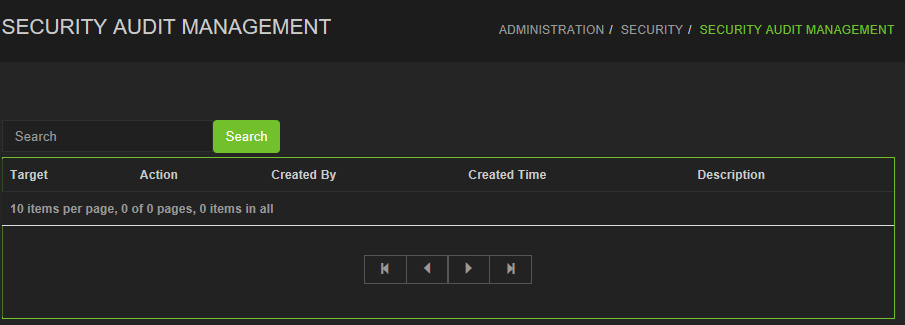 SECURITY AUDIT MANAGEMENT
ADMINISTRATION / SECURITY / SECURITY AUDIT MANAGEMENT
Search Search
Target Action Created By Created Time Description
10 items per page, 0 of 0 pages, 0 items in all